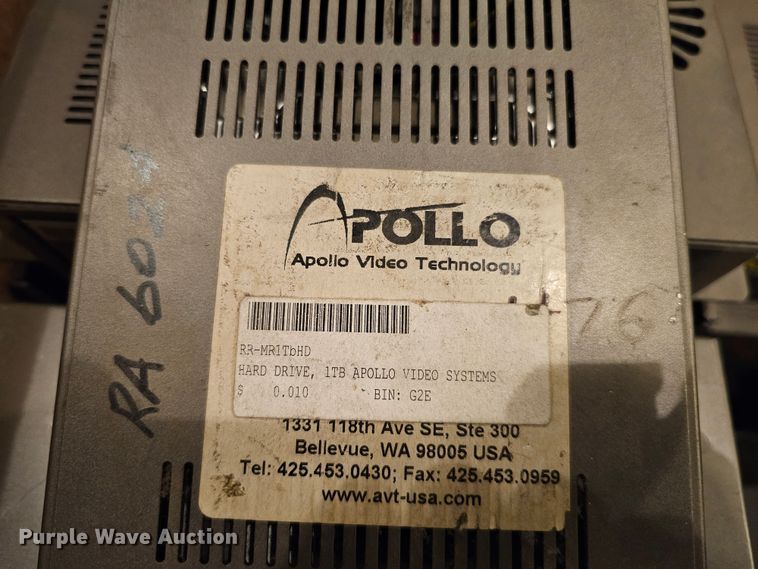 APOLLO
Apollo Video Technology
RR-MR1TbHD
HARD DRIVE, 1TB APOLLO VIDEO SYSTEMS
$ 0.010 BIN: G2E
1331 118th Ave SE, Ste 300
Bellevue, WA 98005 USA
Tel: 425.453.0430; Fax: 425.453.0959
www.avt-usa.com
RA
76
Purple Wave Auction